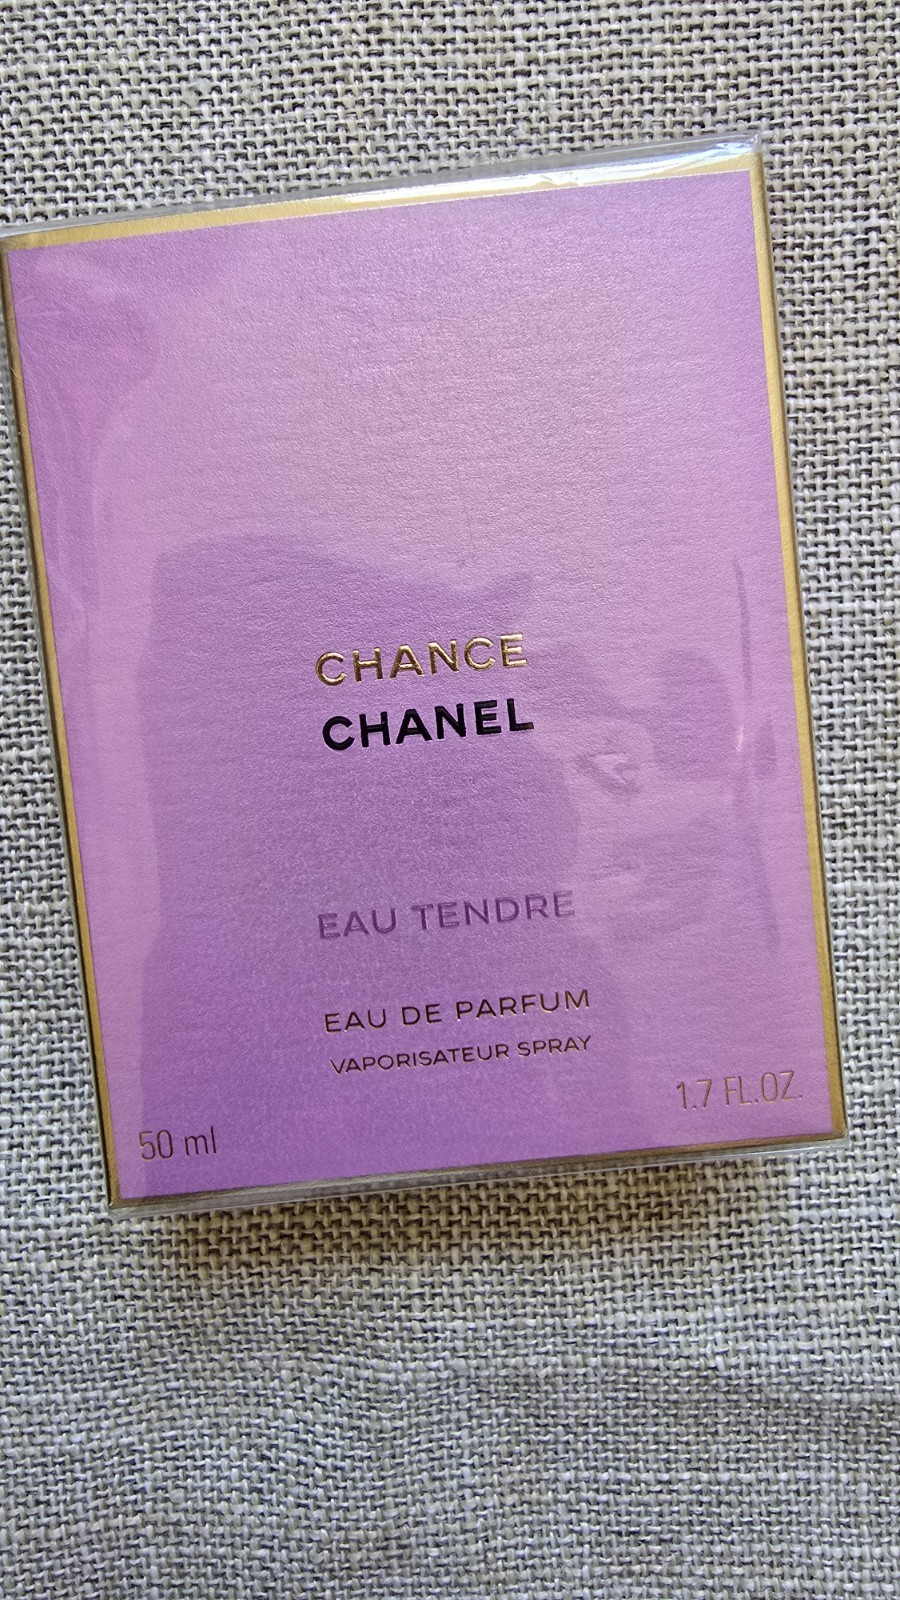 CHANCE
CHANEL
EAU TENDRE
EAU DE PARFUM
VAPORISATEUR SPRAY
50 ml
1.7 FL.OZ.